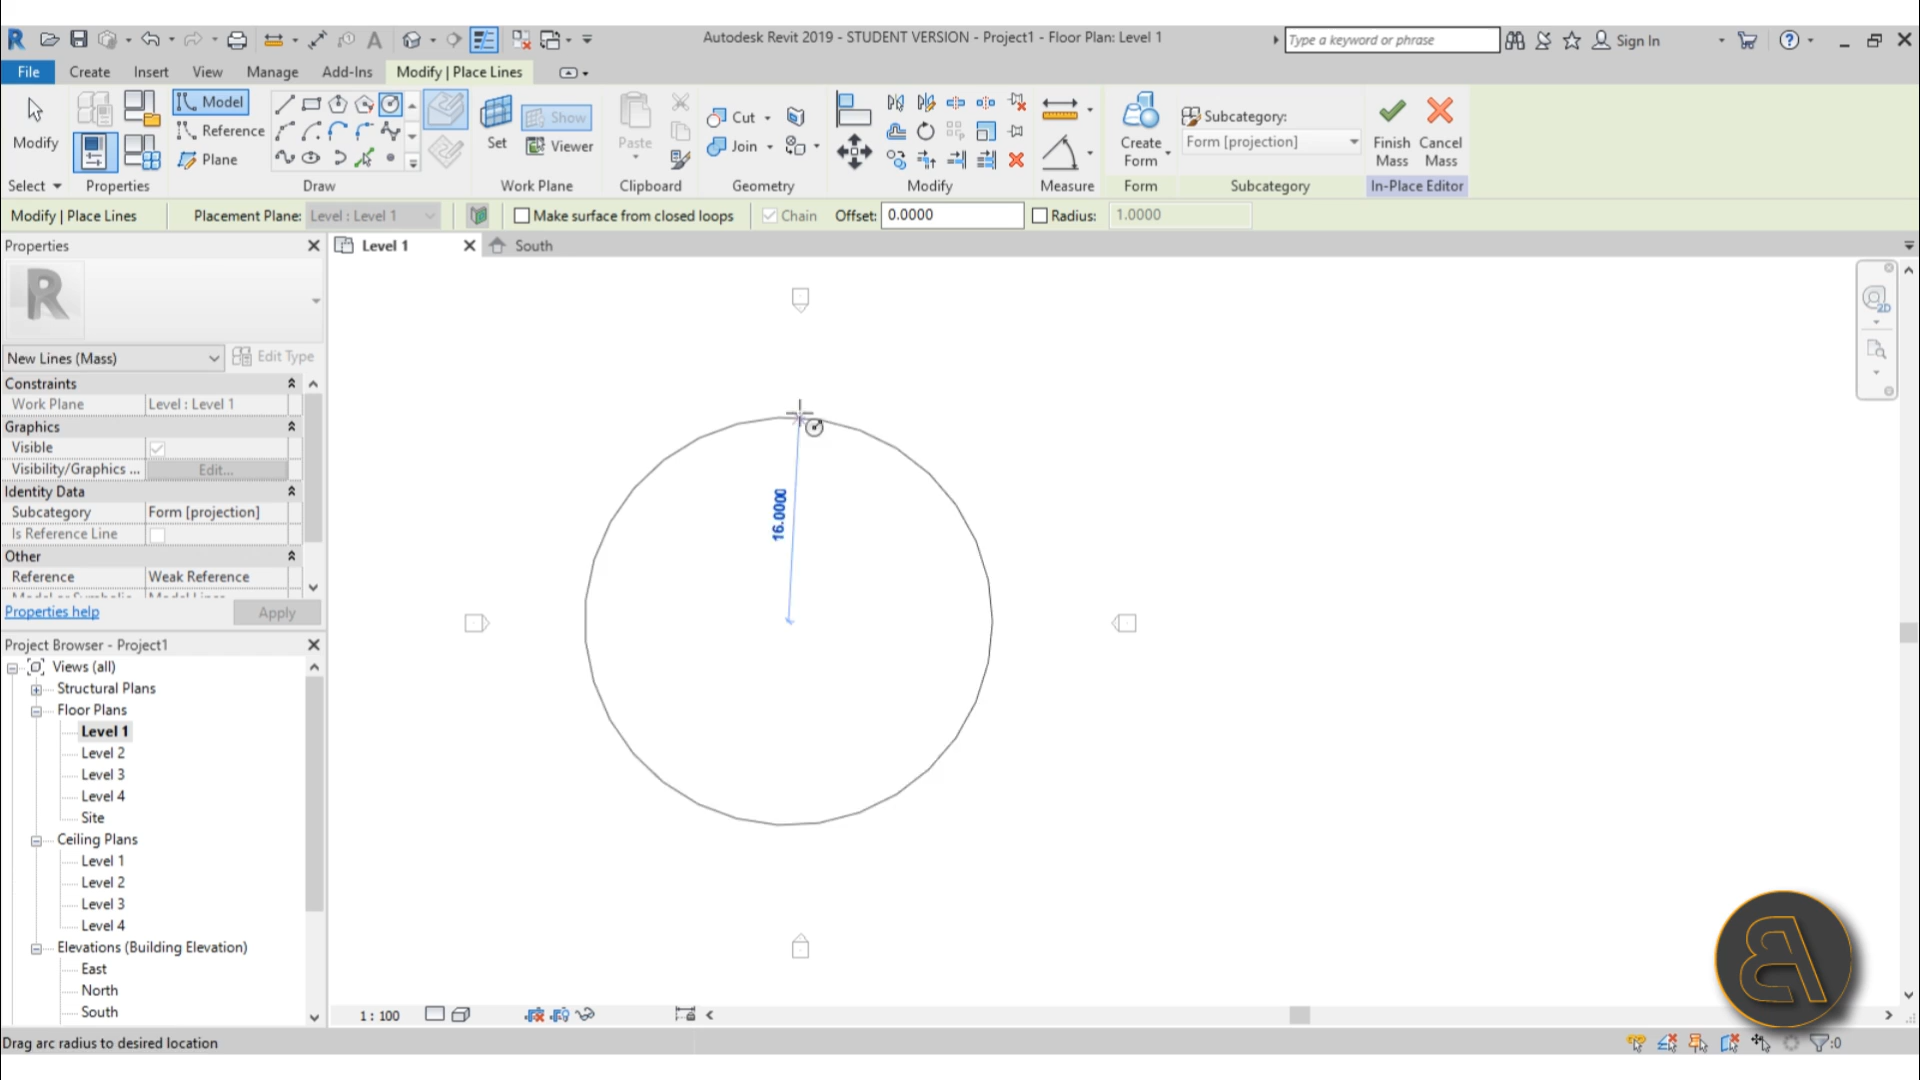 Autodesk Revit 2019 - STUDENT VERSION - Project1 - Floor Plan: Level 1
Type a keyword or phrase
Sign In
File Create Insert View Manage Add-Ins Modify | Place Lines
Modify
Model
Reference
Plane
Set
Show
Viewer
Paste
Cut
Join
Create
Form
Subcategory:
Form [projection]
Finish
Mass
Cancel
Mass
Select Properties Draw Work Plane Clipboard Geometry Modify Measure Form Subcategory In-Place Editor
Modify | Place Lines Placement Plane: Level : Level 1 Make surface from closed loops Chain Offset: 0.0000 Radius: 1.0000
Properties
Level 1
South
R
New Lines (Mass)
Edit Type
Constraints
Work Plane Level : Level 1
Graphics
Visible
Visibility/Graphics ... Edit...
Identity Data
Subcategory Form [projection]
Is Reference Line
Other
Reference Weak Reference
Properties help
Apply
Project Browser - Project1
Views (all)
Structural Plans
Floor Plans
Level 1
Level 2
Level 3
Level 4
Site
Ceiling Plans
Level 1
Level 2
Level 3
Level 4
Elevations (Building Elevation)
East
North
South
16.0000
2D
1 : 100
Drag arc radius to desired location
:0